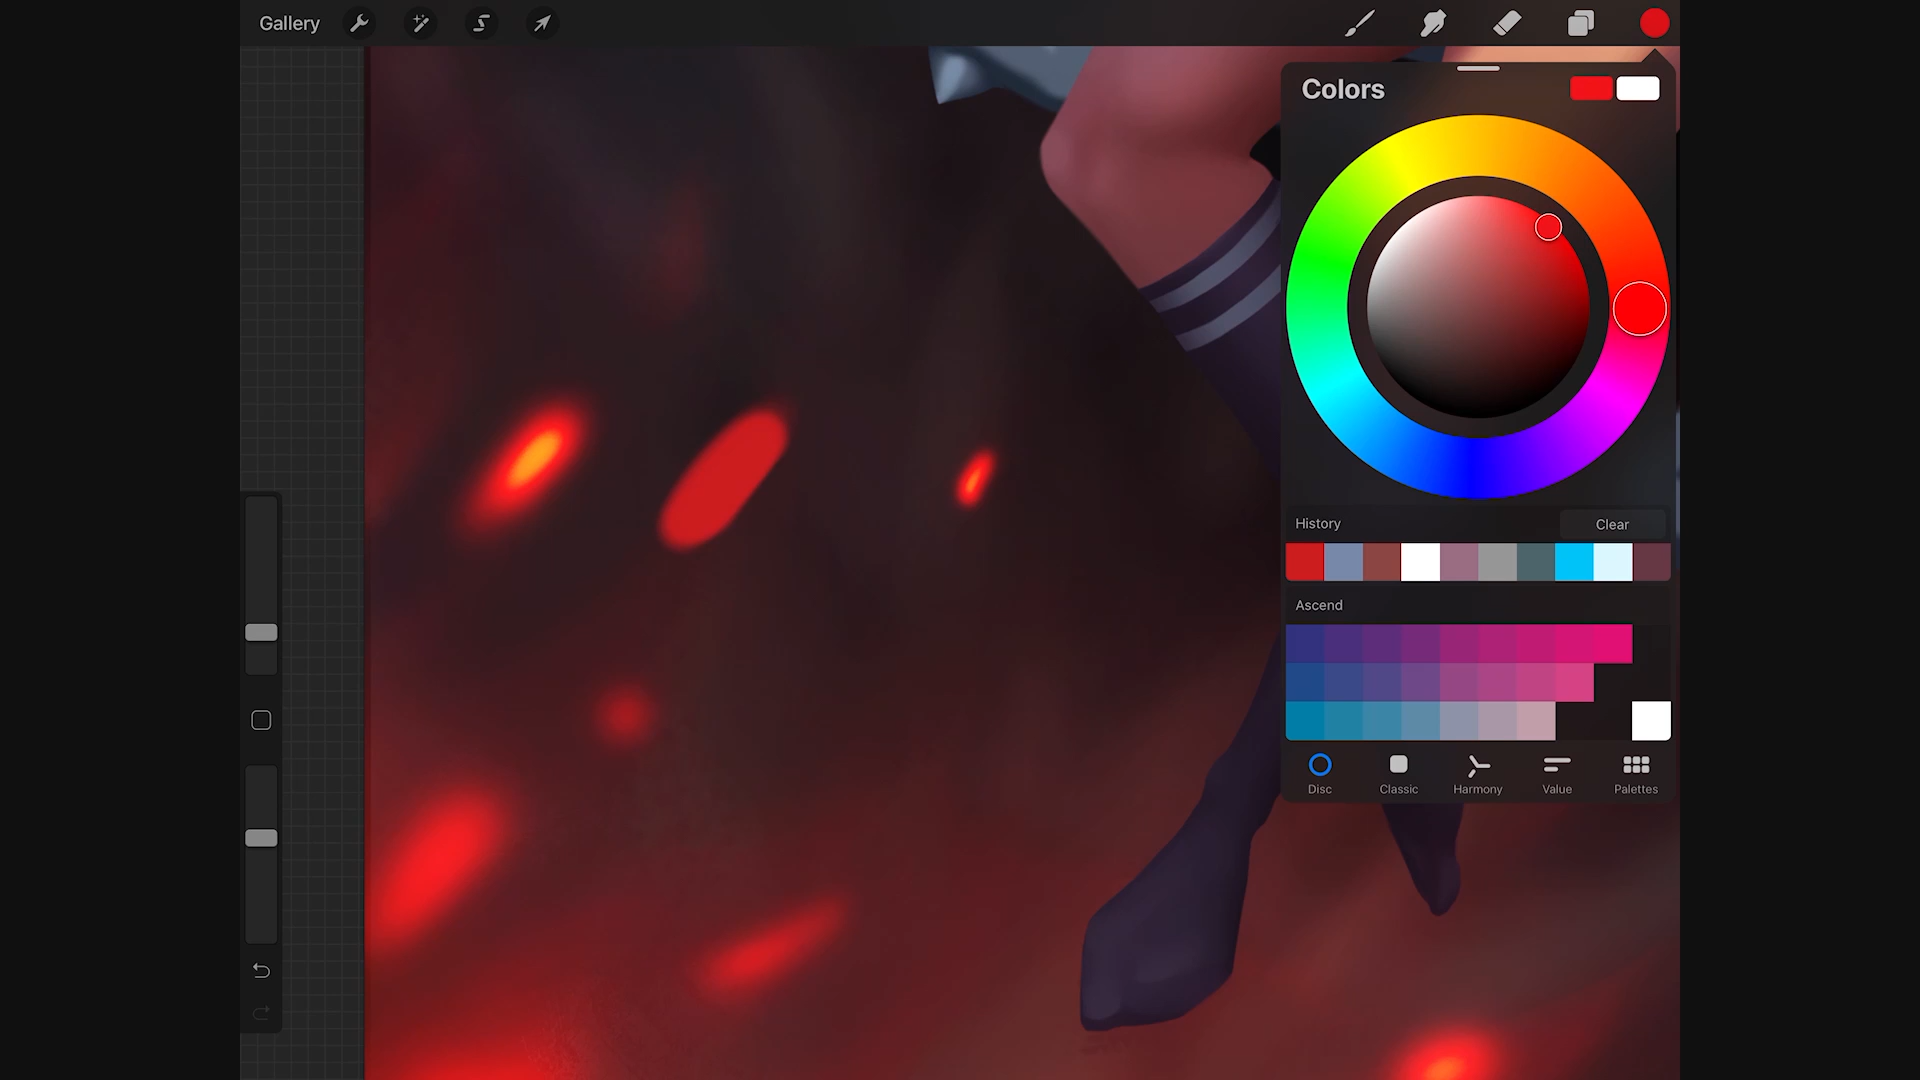 Gallery
Colors
History
Clear
Ascend
Disc
Classic
Harmony
Value
Palettes